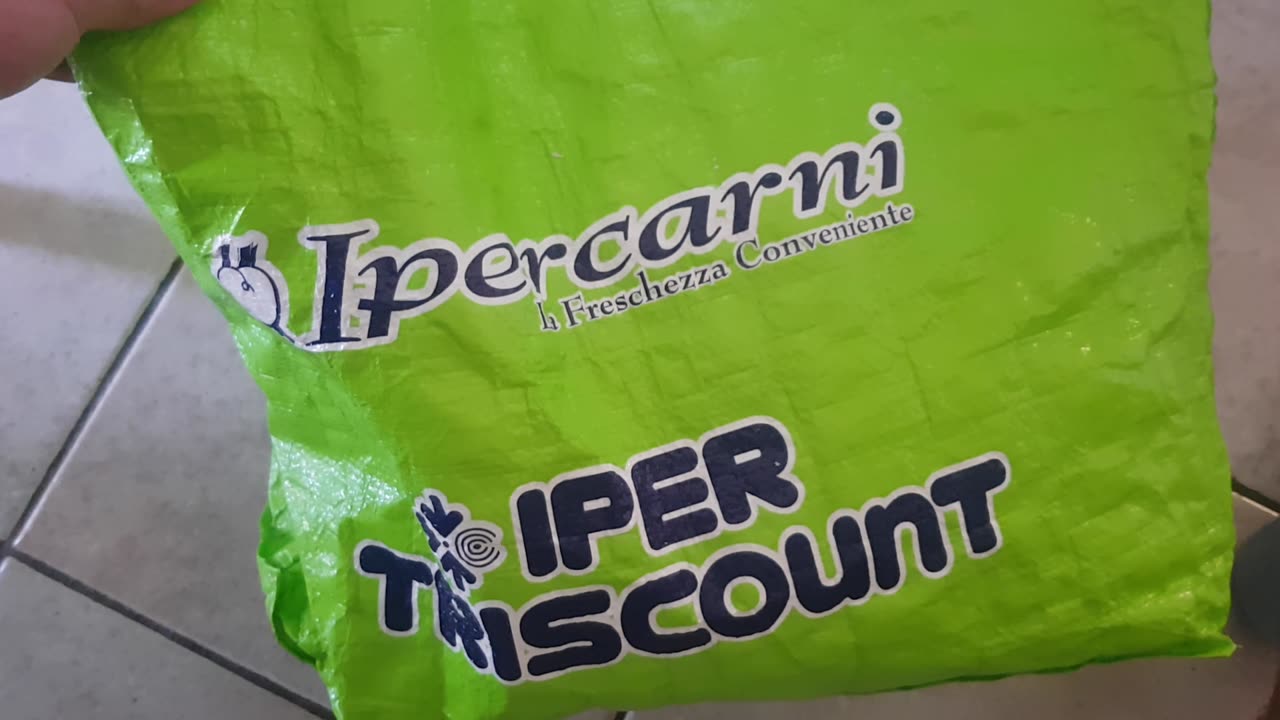 Ipercarni
la Freschezza Conveniente
IPER
TRISCOUNT